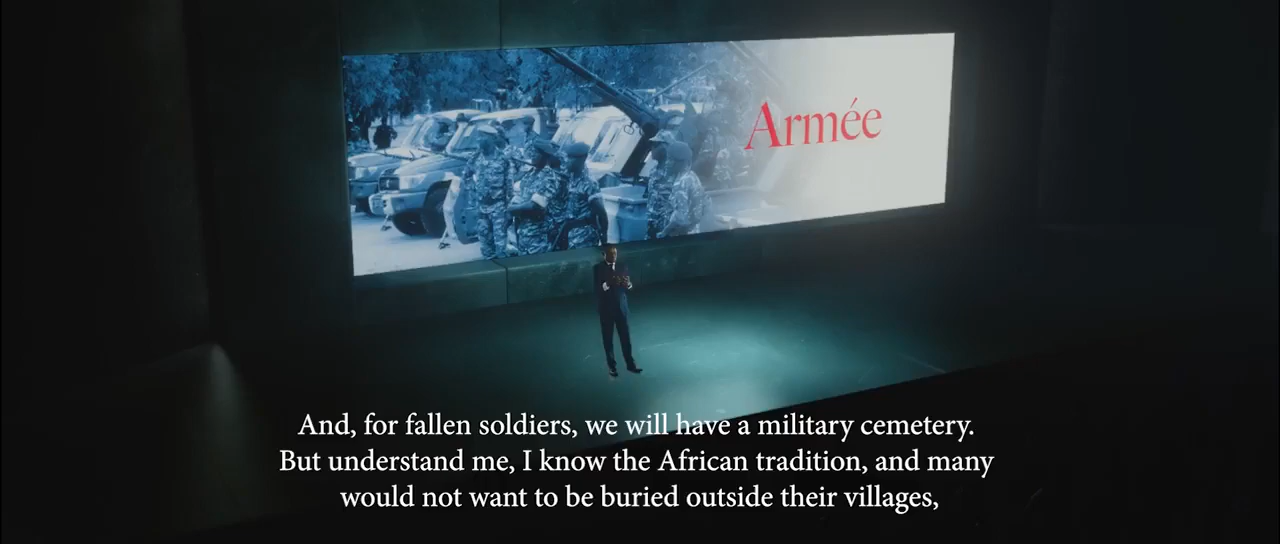 Armée
And, for fallen soldiers, we will have a military cemetery.
But understand me, I know the African tradition, and many
would not want to be buried outside their villages,